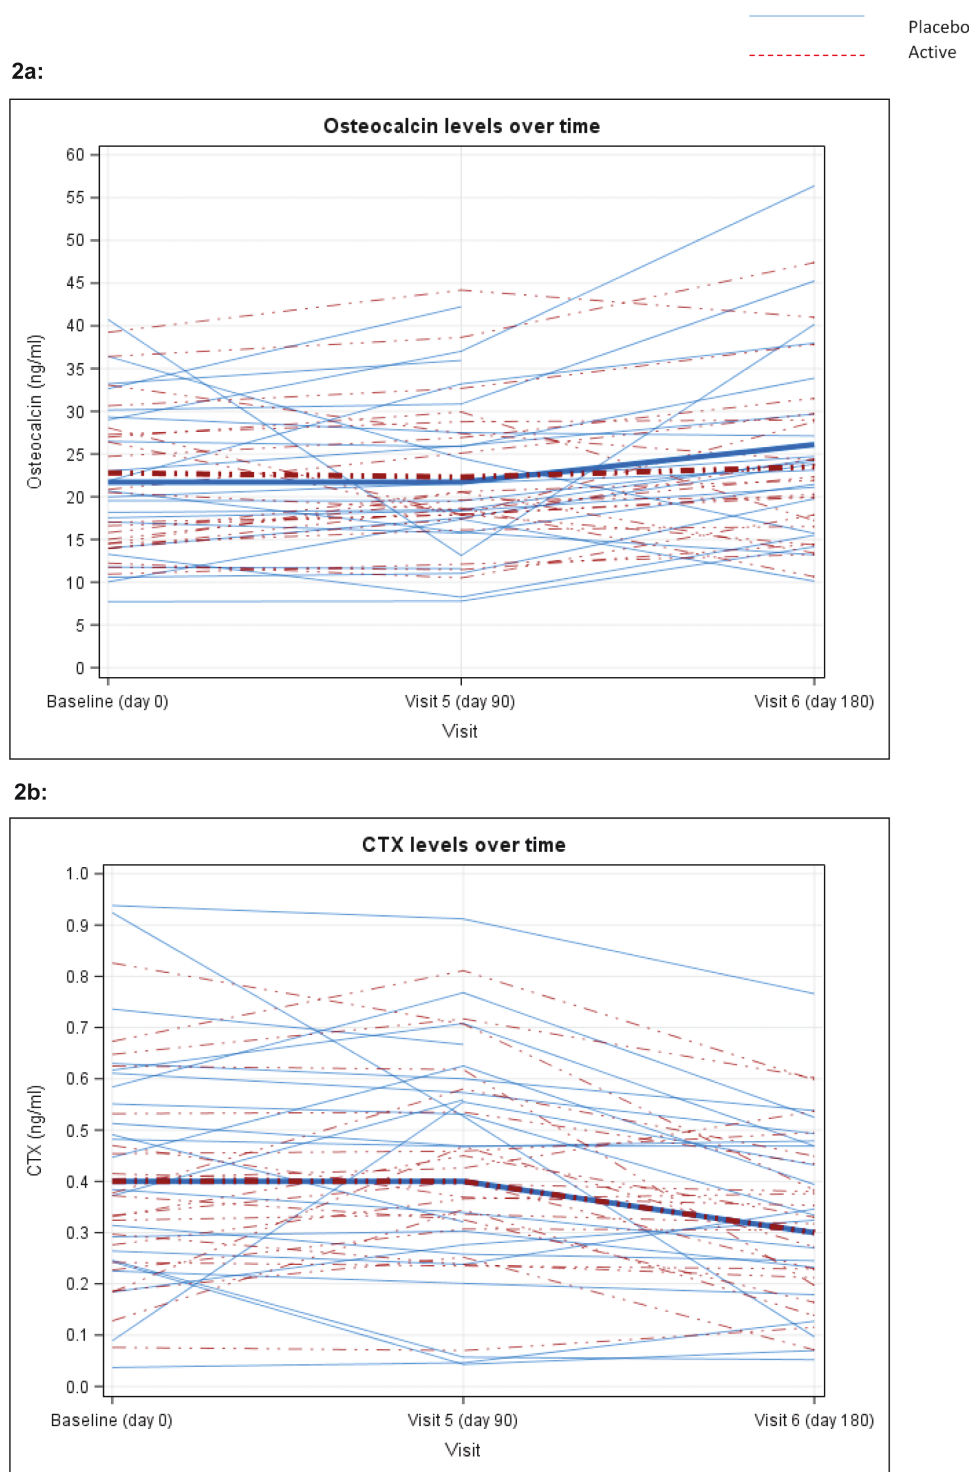 Placebo
Active
2a:
Osteocalcin levels over time
60
55
50
45
40
35
30
25
20
15
10
5
0
Osteocalcin (ng/ml)
Baseline (day 0)
Visit 5 (day 90)
Visit 6 (day 180)
Visit
2b:
CTX levels over time
1.0
0.9
0.8
0.7
0.6
0.5
0.4
0.3
0.2
0.1
0.0
CTX (ng/ml)
Baseline (day 0)
Visit 5 (day 90)
Visit 6 (day 180)
Visit